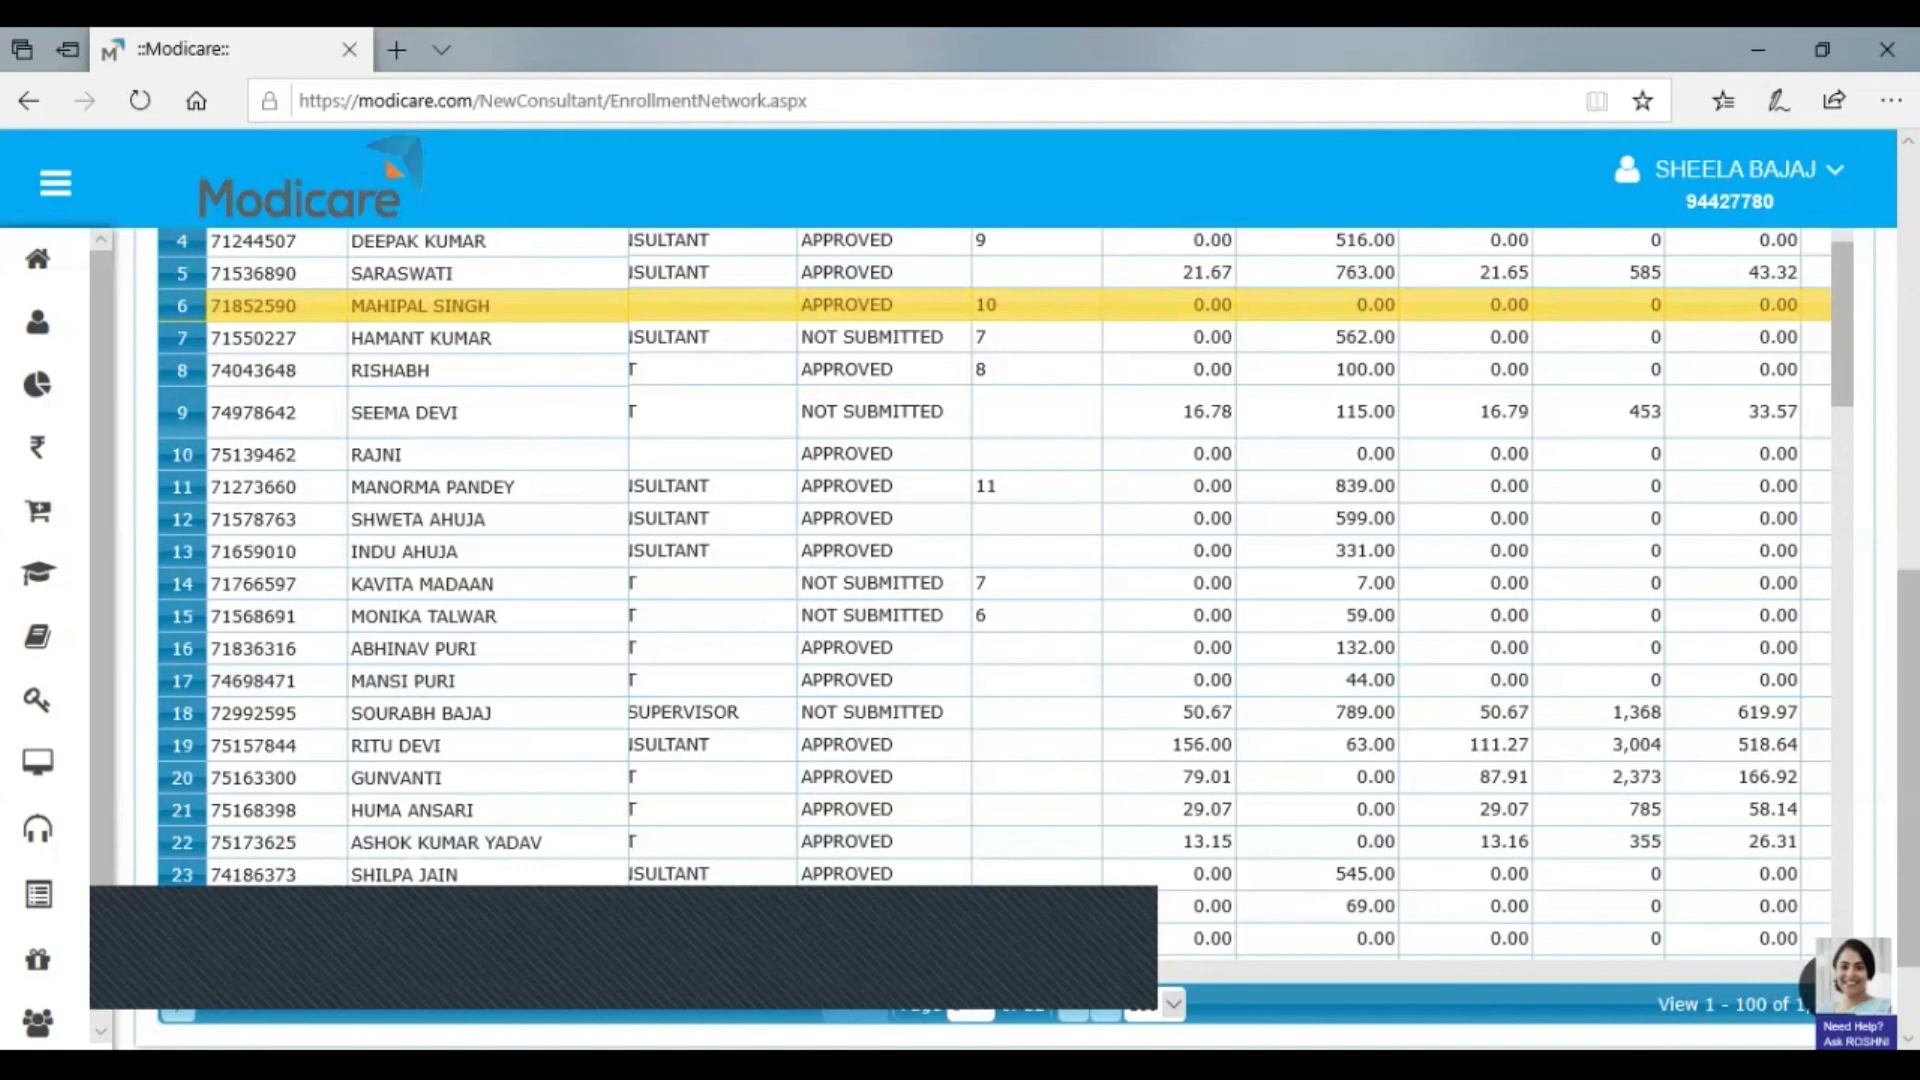 ::Modicare::
https://modicare.com/NewConsultant/EnrollmentNetwork.aspx
Modicare
SHEELA BAJAJ
94427780
4 71244507 DEEPAK KUMAR NSULTANT APPROVED 9 0.00 516.00 0.00 0 0.00
5 71536890 SARASWATI NSULTANT APPROVED 21.67 763.00 21.65 585 43.32
6 71852590 MAHIPAL SINGH APPROVED 10 0.00 0.00 0.00 0 0.00
7 71550227 HAMANT KUMAR NSULTANT NOT SUBMITTED 7 0.00 562.00 0.00 0 0.00
8 74043648 RISHABH T APPROVED 8 0.00 100.00 0.00 0 0.00
9 74978642 SEEMA DEVI T NOT SUBMITTED 16.78 115.00 16.79 453 33.57
10 75139462 RAJNI APPROVED 0.00 0.00 0.00 0 0.00
11 71273660 MANORMA PANDEY NSULTANT APPROVED 11 0.00 839.00 0.00 0 0.00
12 71578763 SHWETA AHUJA NSULTANT APPROVED 0.00 599.00 0.00 0 0.00
13 71659010 INDU AHUJA NSULTANT APPROVED 0.00 331.00 0.00 0 0.00
14 71766597 KAVITA MADAAN T NOT SUBMITTED 7 0.00 7.00 0.00 0 0.00
15 71568691 MONIKA TALWAR T NOT SUBMITTED 6 0.00 59.00 0.00 0 0.00
16 71836316 ABHINAV PURI T APPROVED 0.00 132.00 0.00 0 0.00
17 74698471 MANSI PURI T APPROVED 0.00 44.00 0.00 0 0.00
18 72992595 SOURABH BAJAJ SUPERVISOR NOT SUBMITTED 50.67 789.00 50.67 1,368 619.97
19 75157844 RITU DEVI NSULTANT APPROVED 156.00 63.00 111.27 3,004 518.64
20 75163300 GUNVANTI T APPROVED 79.01 0.00 87.91 2,373 166.92
21 75168398 HUMA ANSARI T APPROVED 29.07 0.00 29.07 785 58.14
22 75173625 ASHOK KUMAR YADAV T APPROVED 13.15 0.00 13.16 355 26.31
23 74186373 SHILPA JAIN NSULTANT APPROVED 0.00 545.00 0.00 0 0.00
0.00 69.00 0.00 0 0.00
0.00 0.00 0.00 0 0.00
View 1 - 100 of 1,
Need Help?
Ask ROSHNI